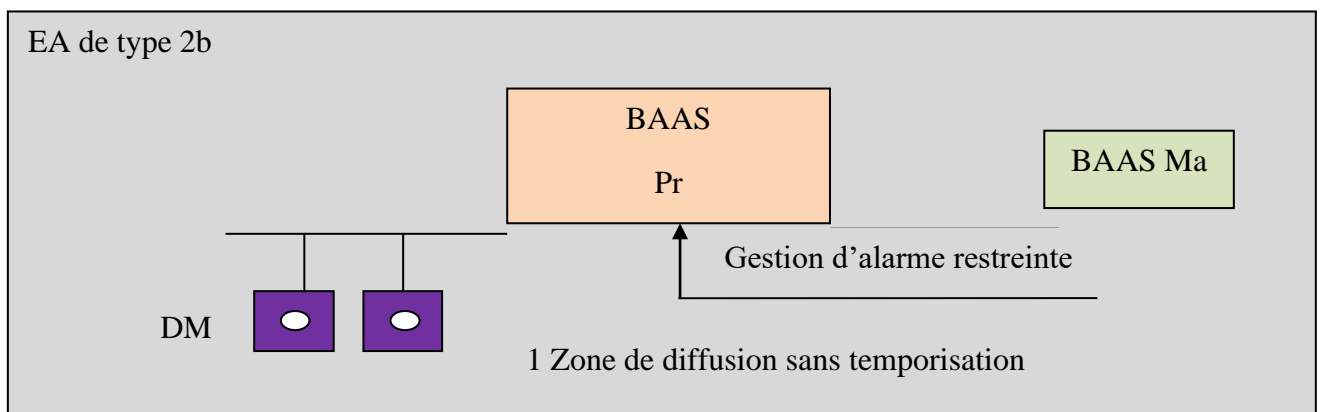 EA de type 2b
BAAS
Pr
BAAS Ma
Gestion d’alarme restreinte
DM
1 Zone de diffusion sans temporisation